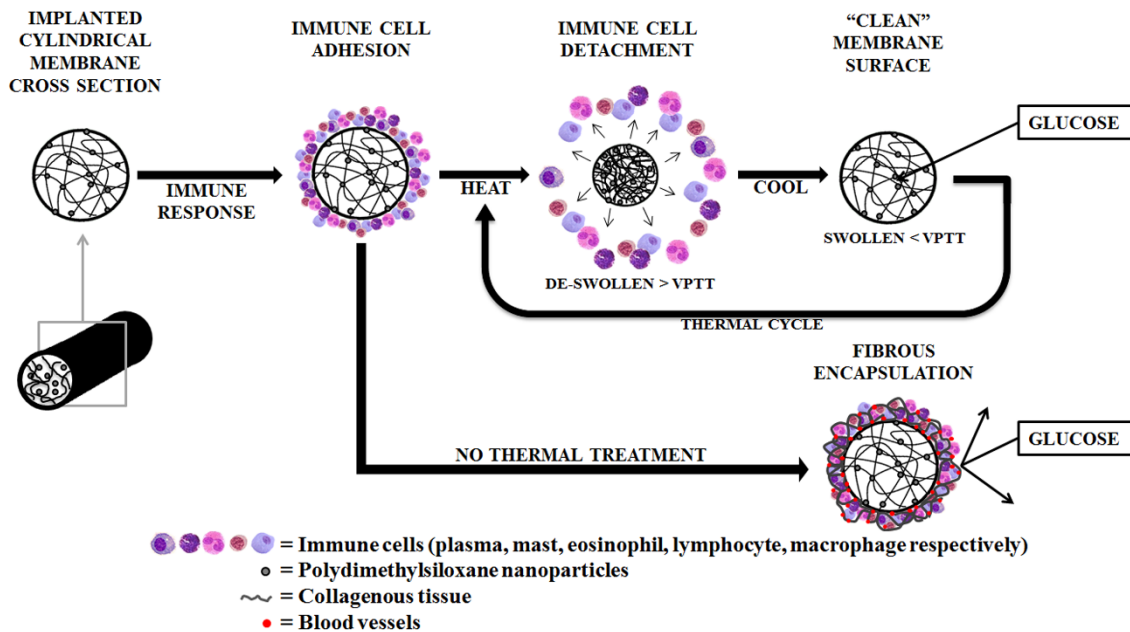 IMPLANTED
CYLINDRICAL
MEMBRANE
CROSS SECTION
IMMUNE
RESPONSE
IMMUNE CELL
ADHESION
HEAT
IMMUNE CELL
DETACHMENT
DE-SWOLLEN > VPTT
COOL
“CLEAN”
MEMBRANE
SURFACE
GLUCOSE
SWOLLEN < VPTT
THERMAL CYCLE
NO THERMAL TREATMENT
FIBROUS
ENCAPSULATION
GLUCOSE
= Immune cells (plasma, mast, eosinophil, lymphocyte, macrophage respectively)
= Polydimethylsiloxane nanoparticles
= Collagenous tissue
= Blood vessels